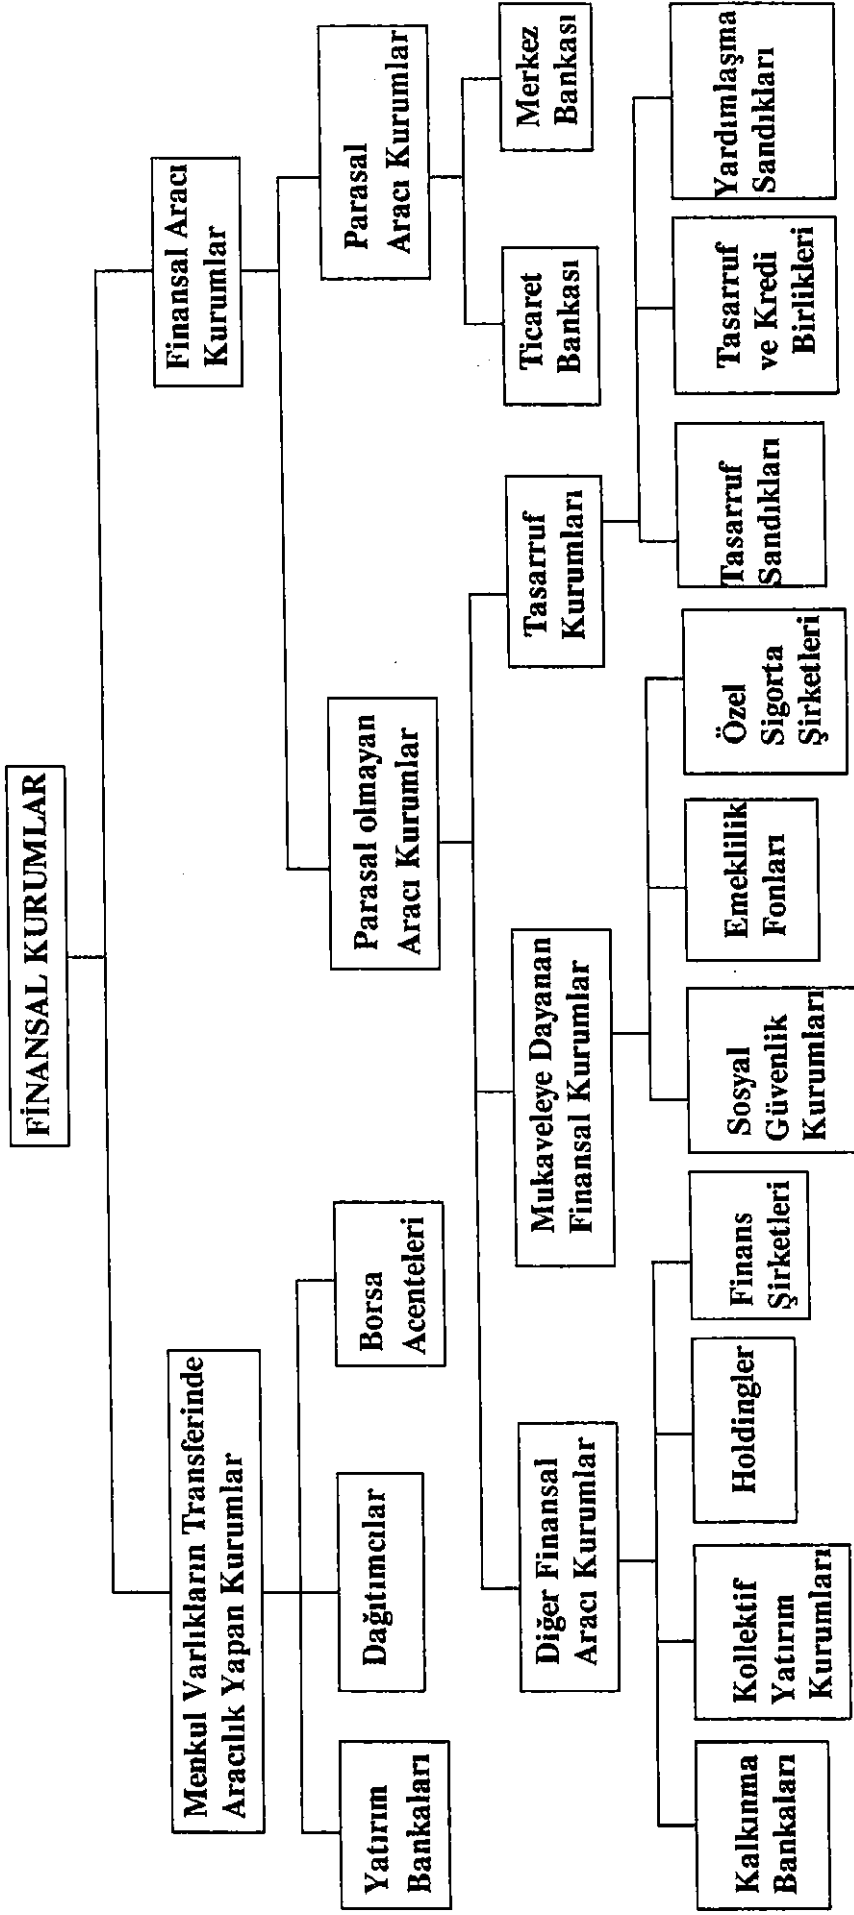 FİNANSAL KURUMLAR
Menkul Varlıkların Transferinde
Aracılık Yapan Kurumlar
Finansal Aracı
Kurumlar
Yatırım
Bankaları
Dağıtımcılar
Borsa
Acenteleri
Parasal olmayan
Aracı Kurumlar
Parasal
Aracı Kurumlar
Diğer Finansal
Aracı Kurumlar
Mukaveleye Dayanan
Finansal Kurumlar
Tasarruf
Kurumları
Ticaret
Bankası
Merkez
Bankası
Kalkınma
Bankaları
Kollektif
Yatırım
Kurumları
Holdingler
Finans
Şirketleri
Sosyal
Güvenlik
Kurumları
Emeklilik
Fonları
Özel
Sigorta
Şirketleri
Tasarruf
Sandıkları
Tasarruf
ve Kredi
Birlikleri
Yardımlaşma
Sandıkları